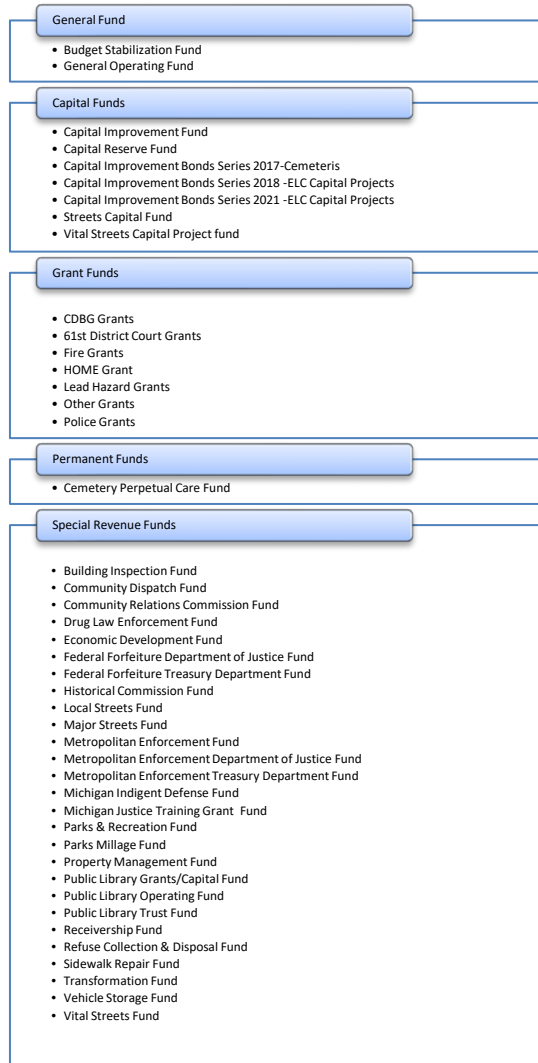 General Fund
• Budget Stabilization Fund
• General Operating Fund
Capital Funds
• Capital Improvement Fund
• Capital Reserve Fund
• Capital Improvement Bonds Series 2017-Cemeteris
• Capital Improvement Bonds Series 2018 -ELC Capital Projects
• Capital Improvement Bonds Series 2021 -ELC Capital Projects
• Streets Capital Fund
• Vital Streets Capital Project fund
Grant Funds
• CDBG Grants
• 61st District Court Grants
• Fire Grants
• HOME Grant
• Lead Hazard Grants
• Other Grants
• Police Grants
Permanent Funds
• Cemetery Perpetual Care Fund
Special Revenue Funds
• Building Inspection Fund
• Community Dispatch Fund
• Community Relations Commission Fund
• Drug Law Enforcement Fund
• Economic Development Fund
• Federal Forfeiture Department of Justice Fund
• Federal Forfeiture Treasury Department Fund
• Historical Commission Fund
• Local Streets Fund
• Major Streets Fund
• Metropolitan Enforcement Fund
• Metropolitan Enforcement Department of Justice Fund
• Metropolitan Enforcement Treasury Department Fund
• Michigan Indigent Defense Fund
• Michigan Justice Training Grant Fund
• Parks & Recreation Fund
• Parks Millage Fund
• Property Management Fund
• Public Library Grants/Capital Fund
• Public Library Operating Fund
• Public Library Trust Fund
• Receivership Fund
• Refuse Collection & Disposal Fund
• Sidewalk Repair Fund
• Transformation Fund
• Vehicle Storage Fund
• Vital Streets Fund